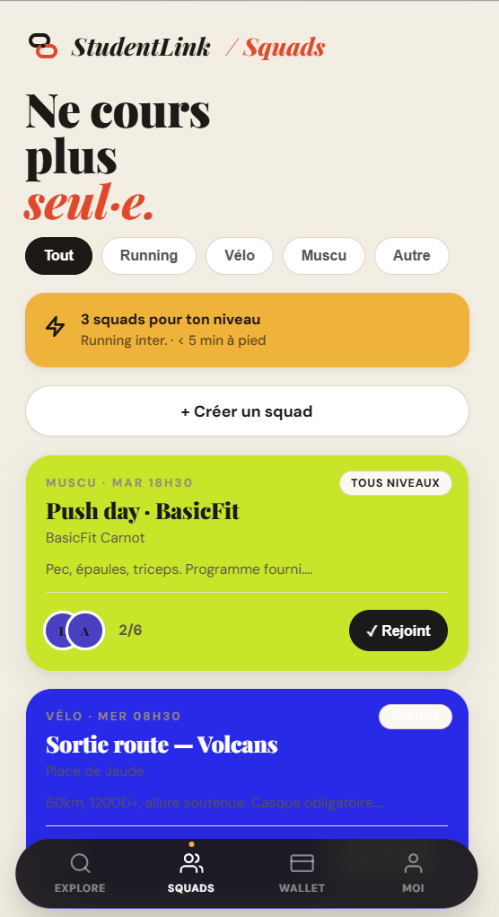 StudentLink / Squads
Ne cours
plus
seul·e.
Tout Running Vélo Muscu Autre
3 squads pour ton niveau
Running inter. · < 5 min à pied
+ Créer un squad
MUSCU · MAR 18H30 TOUS NIVEAUX
Push day · BasicFit
BasicFit Carnot
Pec, épaules, triceps. Programme fourni.…
A 2/6 ✓ Rejoint
VÉLO · MER 08H30
Sortie route — Volcans
Place de Jaude
60km, 1200D+, allure soutenue. Casque obligatoire.…
EXPLORE SQUADS WALLET MOI